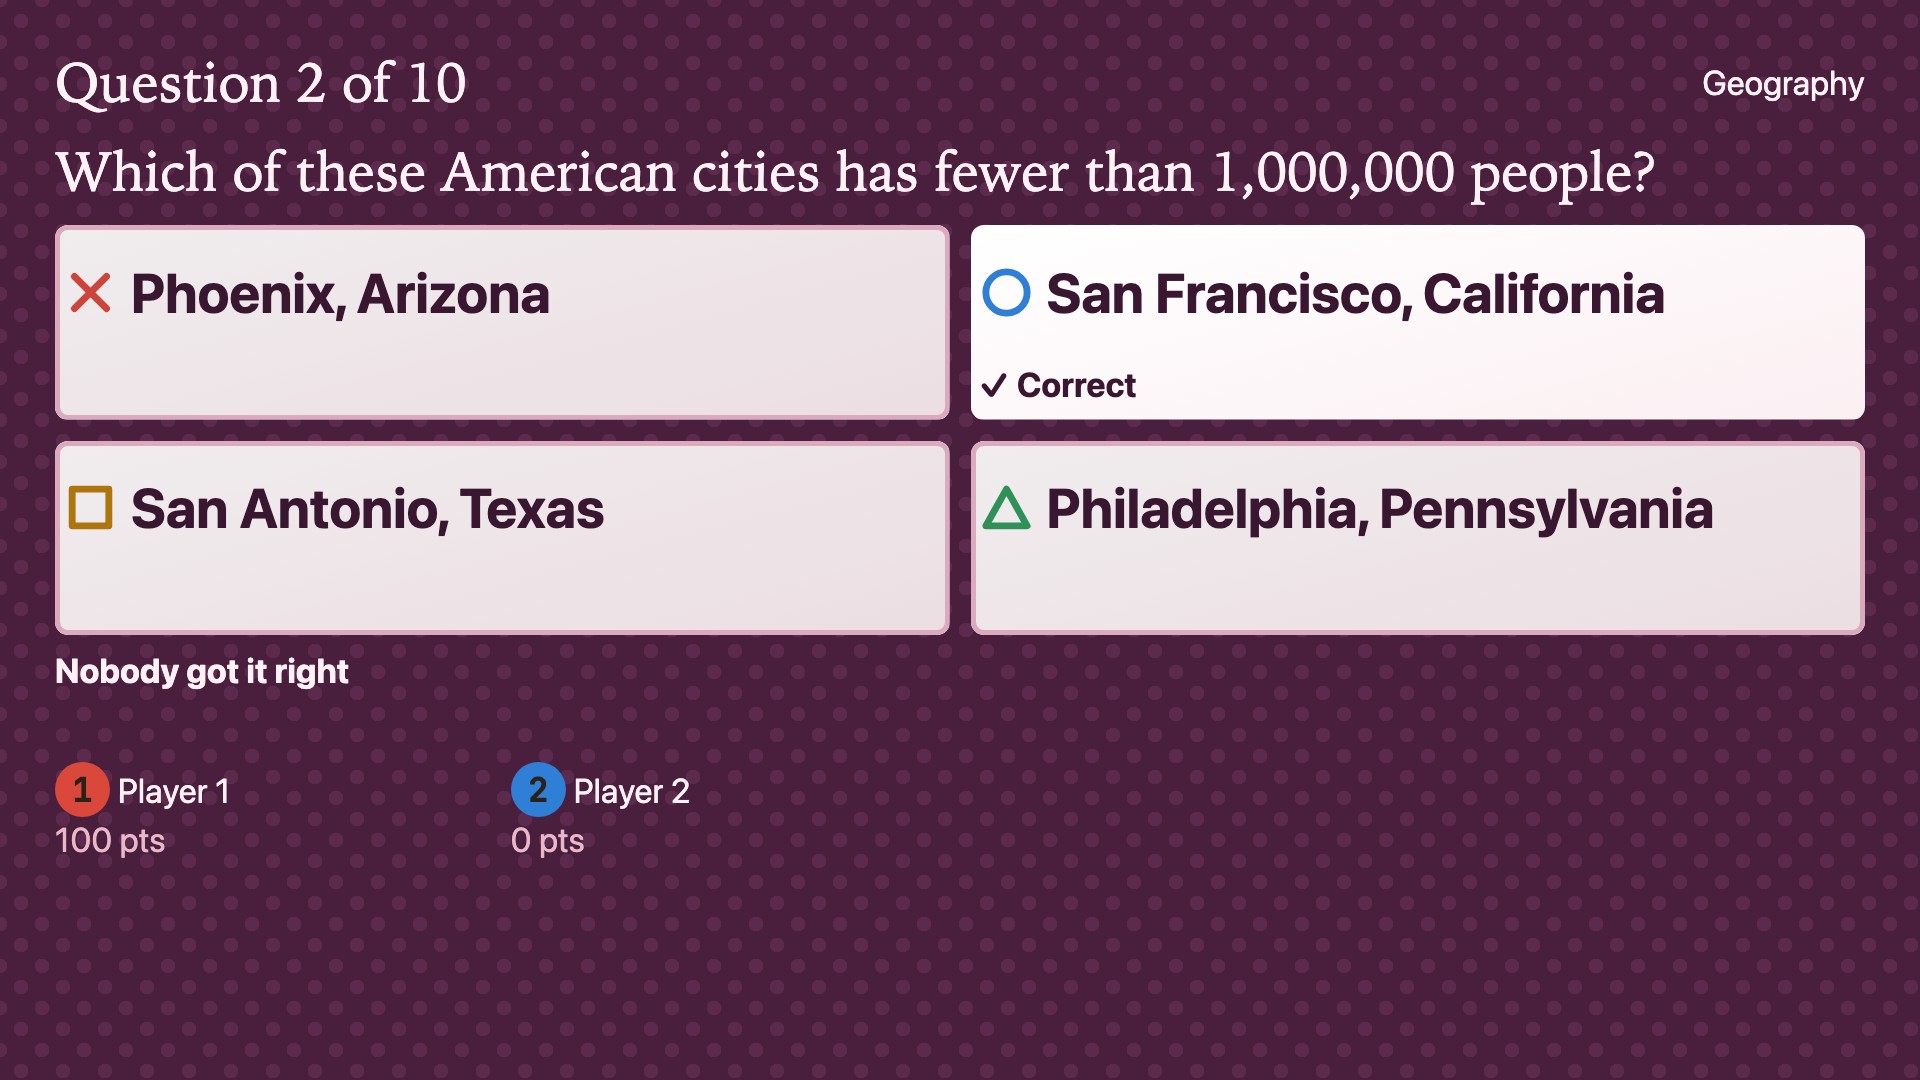 Question 2 of 10
Geography
Which of these American cities has fewer than 1,000,000 people?
Phoenix, Arizona
San Francisco, California
✓ Correct
San Antonio, Texas
Philadelphia, Pennsylvania
Nobody got it right
1 Player 1
100 pts
2 Player 2
0 pts